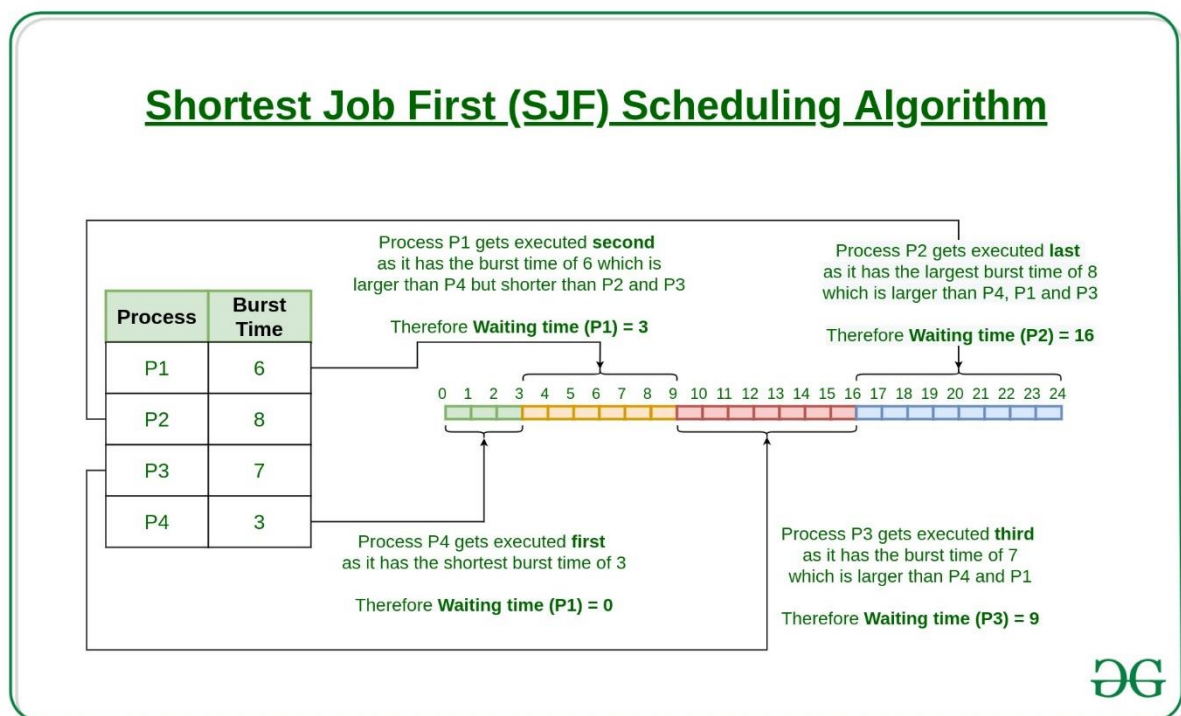 Shortest Job First (SJF) Scheduling Algorithm
Process P1 gets executed second
as it has the burst time of 6 which is
larger than P4 but shorter than P2 and P3
Therefore Waiting time (P1) = 3
Process P2 gets executed last
as it has the largest burst time of 8
which is larger than P4, P1 and P3
Therefore Waiting time (P2) = 16
Process Burst
Time
P1 6
P2 8
P3 7
P4 3
0 1 2 3 4 5 6 7 8 9 10 11 12 13 14 15 16 17 18 19 20 21 22 23 24
Process P4 gets executed first
as it has the shortest burst time of 3
Therefore Waiting time (P1) = 0
Process P3 gets executed third
as it has the burst time of 7
which is larger than P4 and P1
Therefore Waiting time (P3) = 9